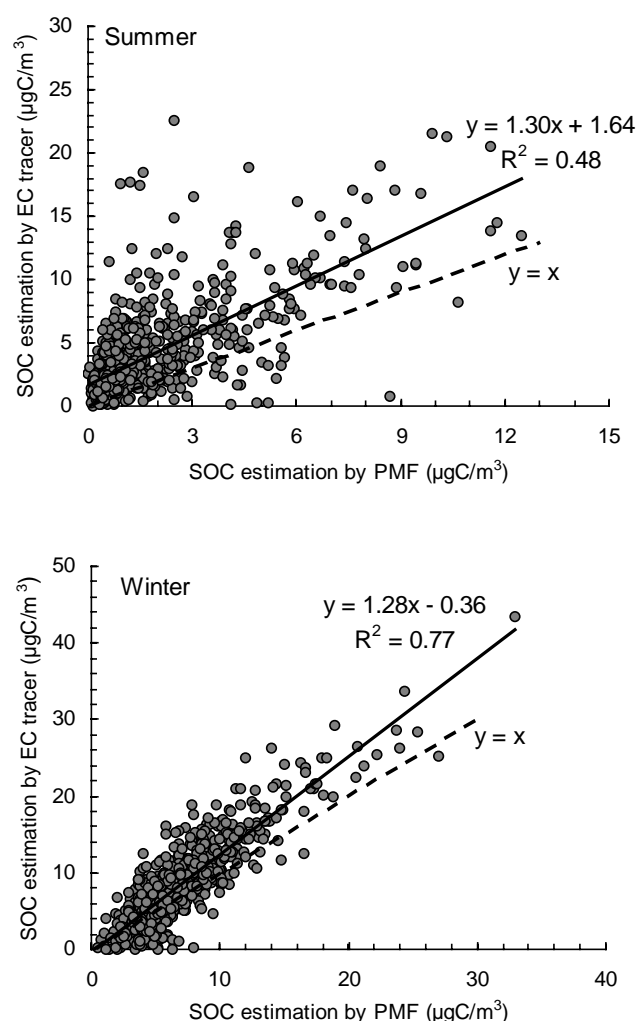 Summer
SOC estimation by EC tracer (µgC/m³)
30
25
20
15
10
5
0
y = 1.30x + 1.64
R² = 0.48
y = x
0 3 6 9 12 15
SOC estimation by PMF (µgC/m³)
Winter
SOC estimation by EC tracer (µgC/m³)
50
40
30
20
10
0
y = 1.28x - 0.36
R² = 0.77
y = x
0 10 20 30 40
SOC estimation by PMF (µgC/m³)